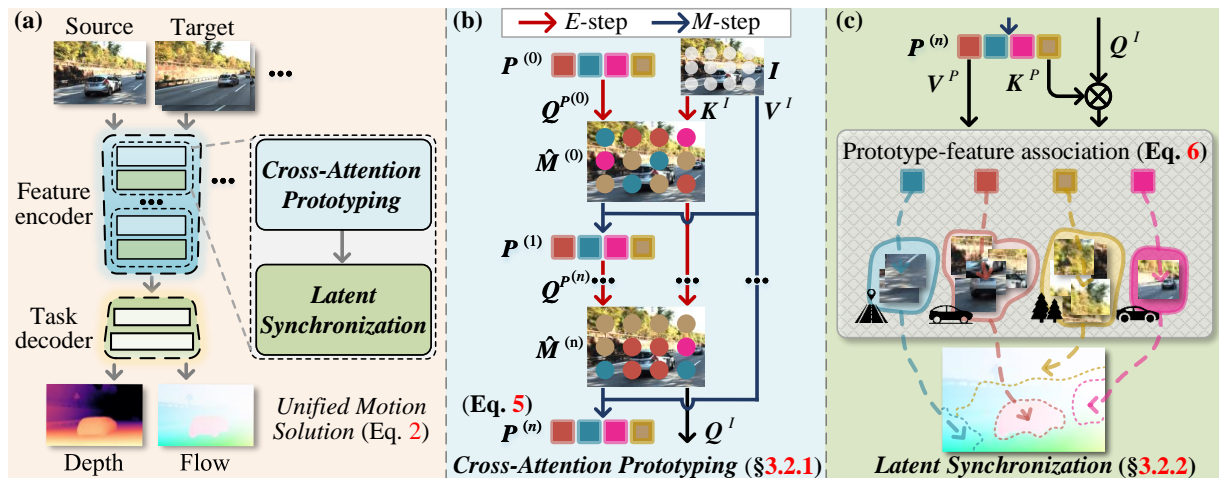 (a)
Source
Target
...
Feature
encoder
...
...
Cross-Attention
Prototyping
Latent
Synchronization
Task
decoder
Depth
Flow
Unified Motion
Solution (Eq. 2)
(b)
E-step
M-step
P^(0)
I
Q^P(0)
K^I
V^I
M̂^(0)
P^(1)
Q^P(n)
...
...
...
M̂^(n)
(Eq. 5)
P^(n)
Q^I
Cross-Attention Prototyping (§3.2.1)
(c)
P^(n)
Q^I
V^P
K^P
Prototype-feature association (Eq. 6)
Latent Synchronization (§3.2.2)